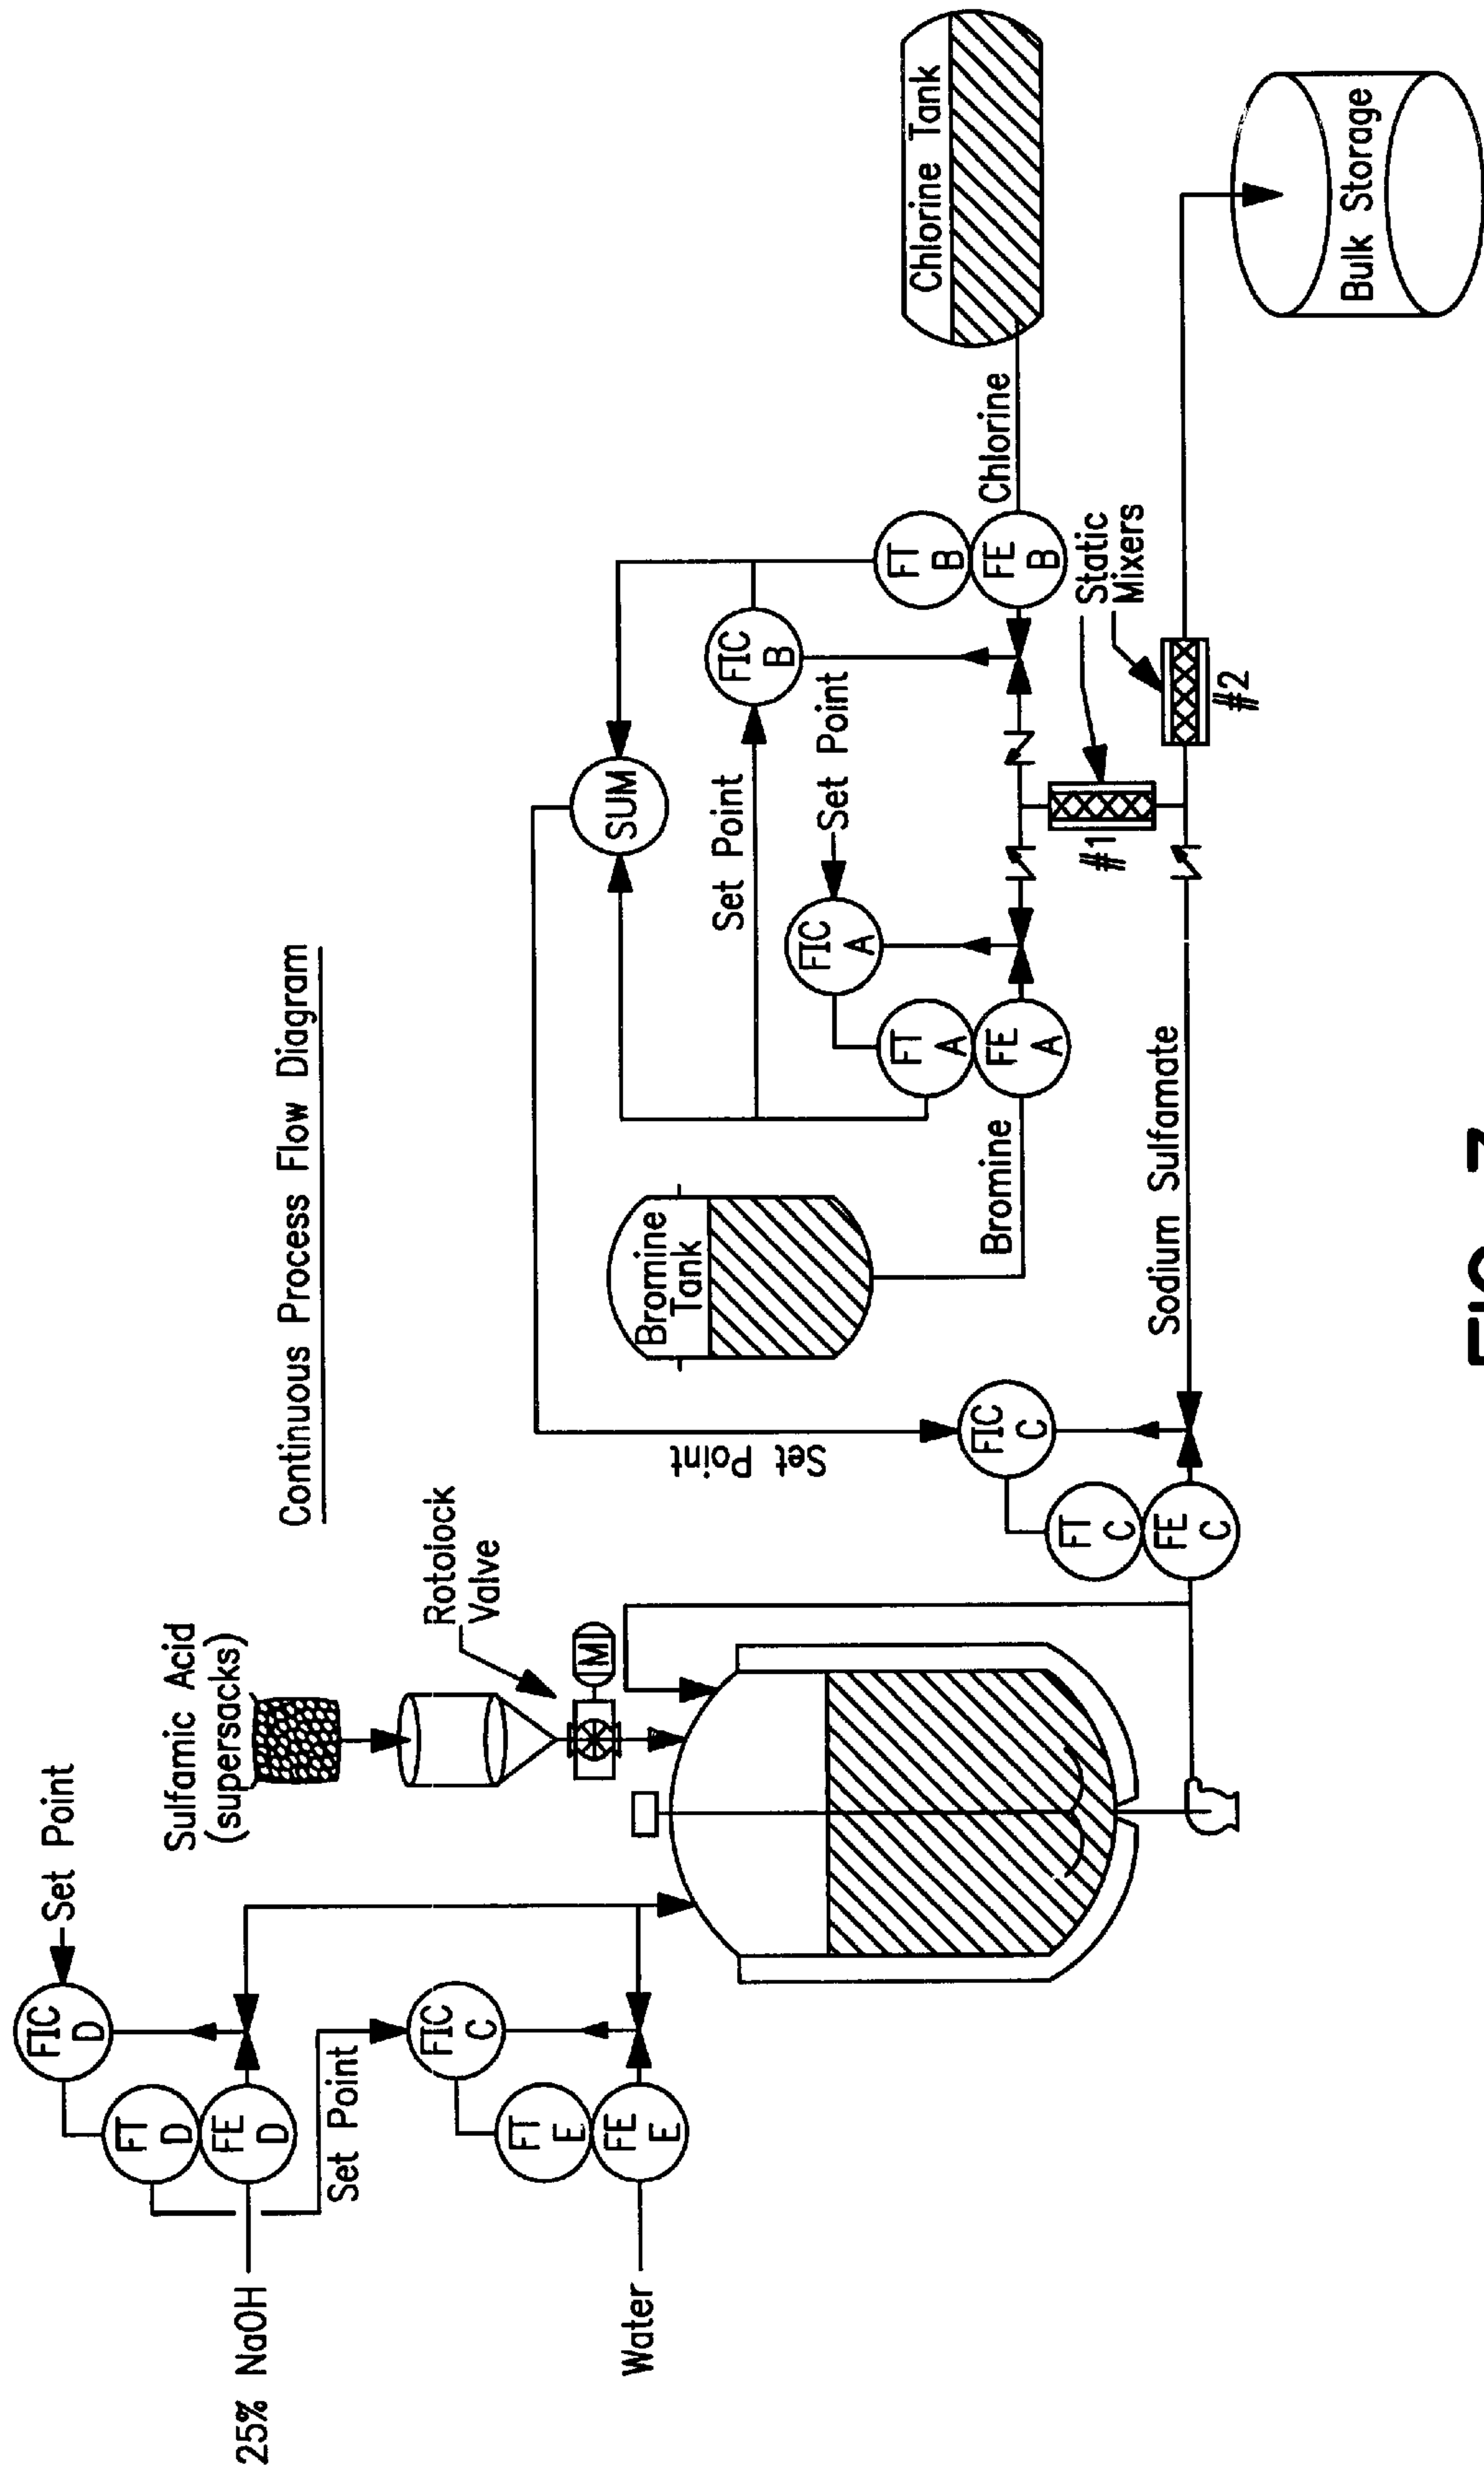 Continuous Process Flow Diagram
Set Point
FIC
D
FT
D
FE
D
25% NaOH
Set Point
FIC
C
FT
E
FE
E
Water
Sulfamic Acid
(supersacks)
Rotolock
Valve
M
Set Point
FIC
C
FT
C
FE
C
Sodium Sulfamate
Bromine
Tank
Bromine
FT
A
FE
A
FIC
A
Set Point
Set Point
SUM
FIC
B
FT
B
FE
B
Chlorine
Chlorine Tank
Static
Mixers
#1
#2
Bulk Storage